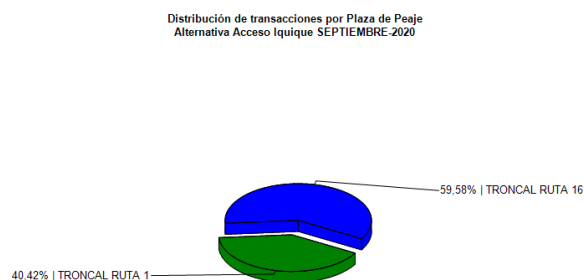 Distribución de transacciones por Plaza de Peaje
Alternativa Acceso Iquique SEPTIEMBRE-2020
59,58% | TRONCAL RUTA 16
40.42% | TRONCAL RUTA 1